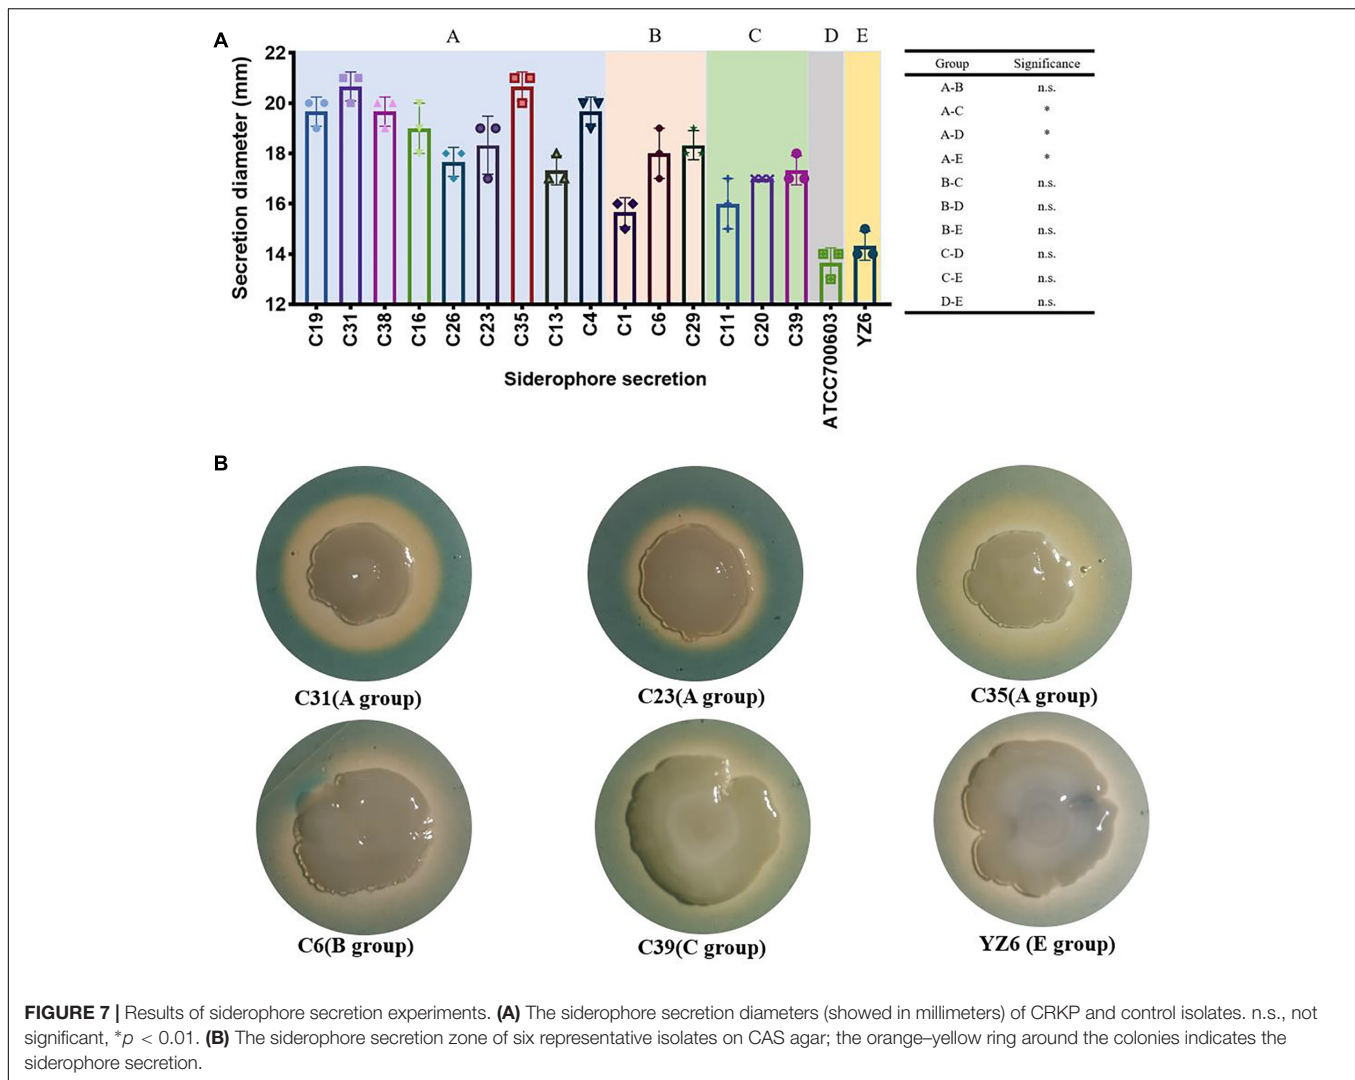 A
A B C D E
22
20
18
16
14
12
Secretion diameter (mm)
C19 C31 C38 C16 C26 C23 C35 C13 C4 C1 C6 C29 C11 C20 C39 ATCC700603 YZ6
Siderophore secretion
Group Significance
A-B n.s.
A-C *
A-D *
A-E *
B-C n.s.
B-D n.s.
B-E n.s.
C-D n.s.
C-E n.s.
D-E n.s.
B
C31(A group) C23(A group) C35(A group)
C6(B group) C39(C group) YZ6 (E group)
FIGURE 7 | Results of siderophore secretion experiments. (A) The siderophore secretion diameters (showed in millimeters) of CRKP and control isolates. n.s., not
significant, *p < 0.01. (B) The siderophore secretion zone of six representative isolates on CAS agar; the orange–yellow ring around the colonies indicates the
siderophore secretion.